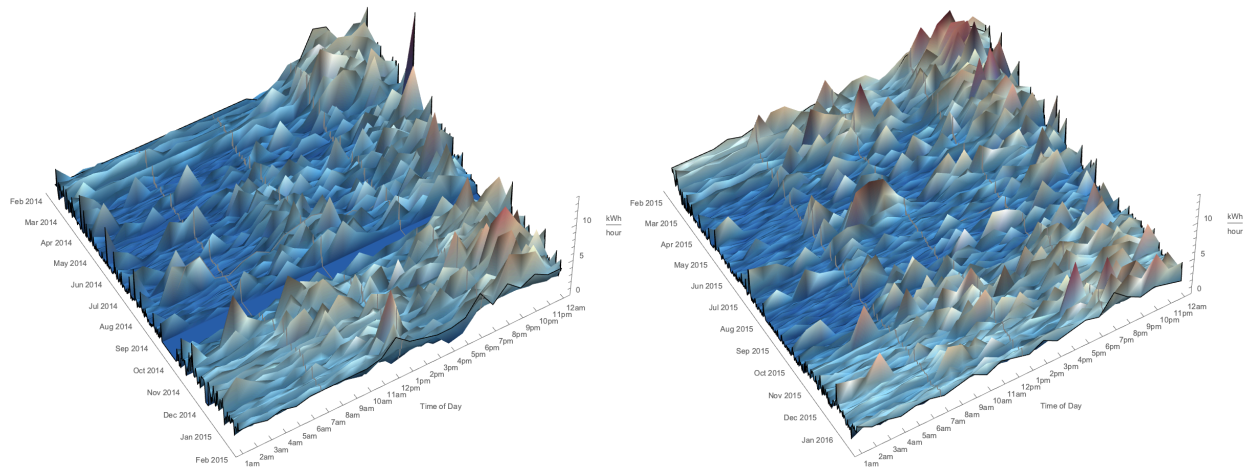 Feb 2014
Mar 2014
Apr 2014
May 2014
Jun 2014
Jul 2014
Aug 2014
Sep 2014
Oct 2014
Nov 2014
Dec 2014
Jan 2015
Feb 2015
1am
2am
3am
4am
5am
6am
7am
8am
9am
10am
11am
12pm
1pm
2pm
3pm
4pm
5pm
6pm
7pm
8pm
9pm
10pm
11pm
12am
Time of Day
10
5
0
kWh
hour
Feb 2015
Mar 2015
Apr 2015
May 2015
Jun 2015
Jul 2015
Aug 2015
Sep 2015
Oct 2015
Nov 2015
Dec 2015
Jan 2016
1am
2am
3am
4am
5am
6am
7am
8am
9am
10am
11am
12pm
1pm
2pm
3pm
4pm
5pm
6pm
7pm
8pm
9pm
10pm
11pm
12am
Time of Day
10
5
0
kWh
hour